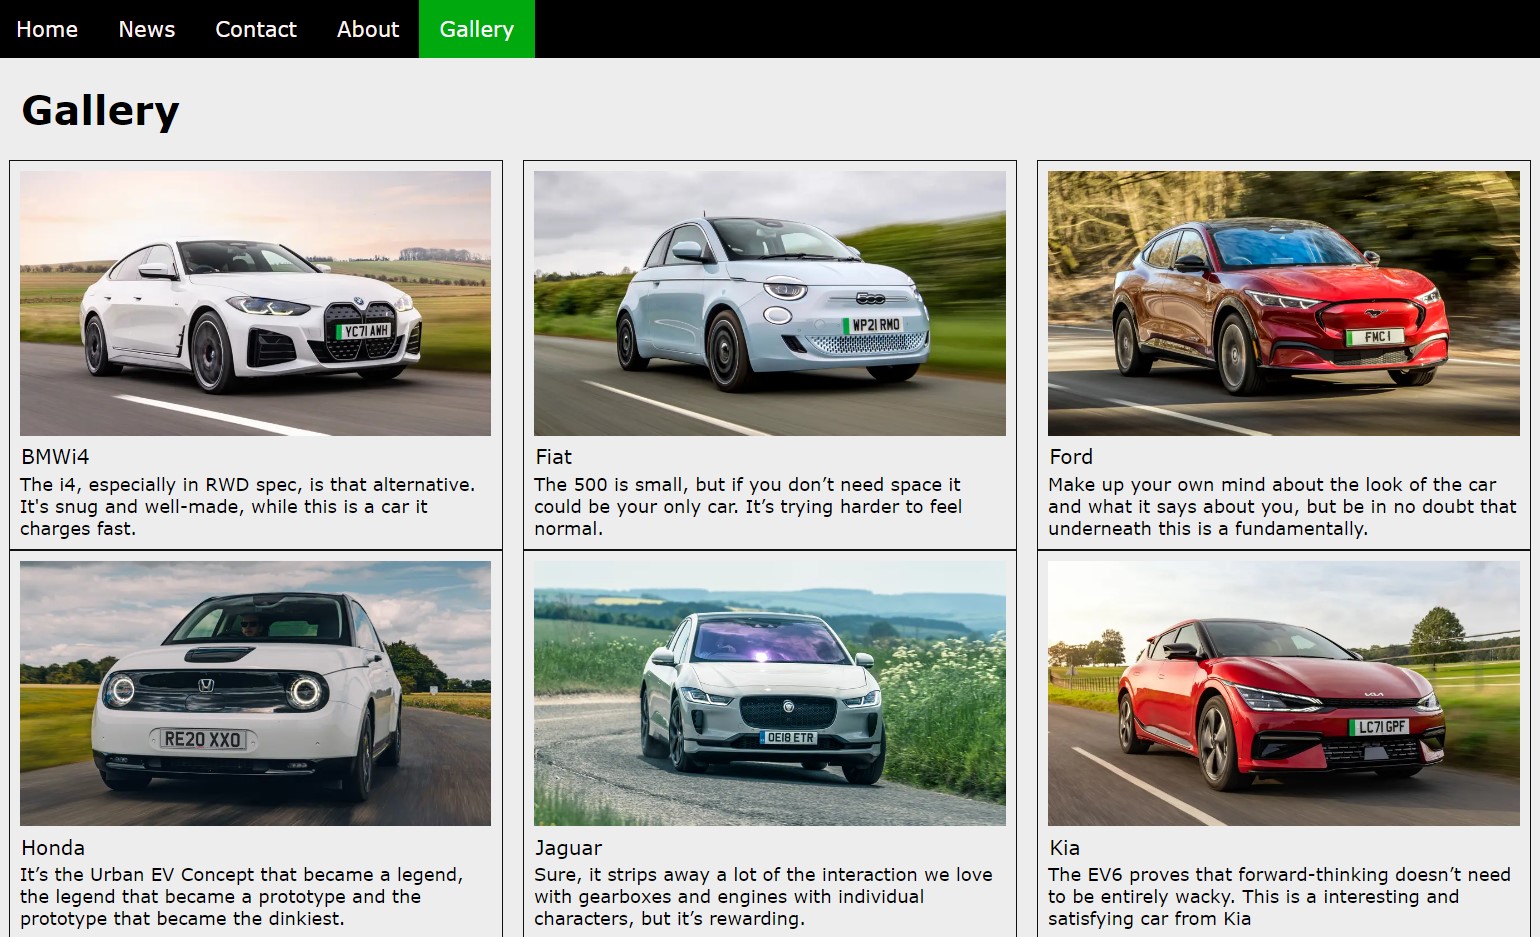 Home News Contact About Gallery
Gallery
YC71 AWH
500
WP21 RMO
FMC 1
BMWi4
The i4, especially in RWD spec, is that alternative.
It's snug and well-made, while this is a car it
charges fast.
Fiat
The 500 is small, but if you don’t need space it
could be your only car. It’s trying harder to feel
normal.
Ford
Make up your own mind about the look of the car
and what it says about you, but be in no doubt that
underneath this is a fundamentally.
RE20 XXO
OE18 ETR
KIA
LC71 GPF
Honda
It’s the Urban EV Concept that became a legend,
the legend that became a prototype and the
prototype that became the dinkiest.
Jaguar
Sure, it strips away a lot of the interaction we love
with gearboxes and engines with individual
characters, but it’s rewarding.
Kia
The EV6 proves that forward-thinking doesn’t need
to be entirely wacky. This is a interesting and
satisfying car from Kia